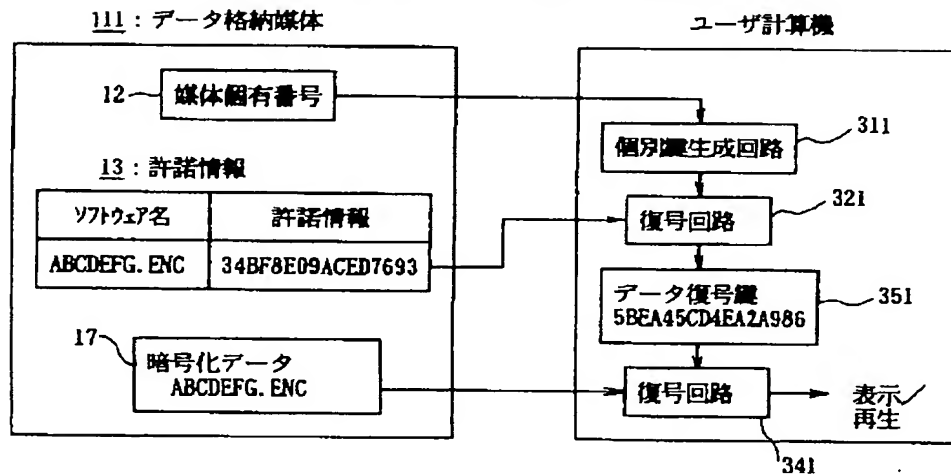 111：データ格納媒体
ユーザ計算機
12
媒体個有番号
311
個別鍵生成回路
13：許諾情報
ソフトウェア名 許諾情報
ABCDEFG.ENC 34BF8E09ACED7693
321
復号回路
データ復号鍵
5BEA45CD4EA2A986
351
17
暗号化データ
ABCDEFG.ENC
復号回路
表示／
再生
341